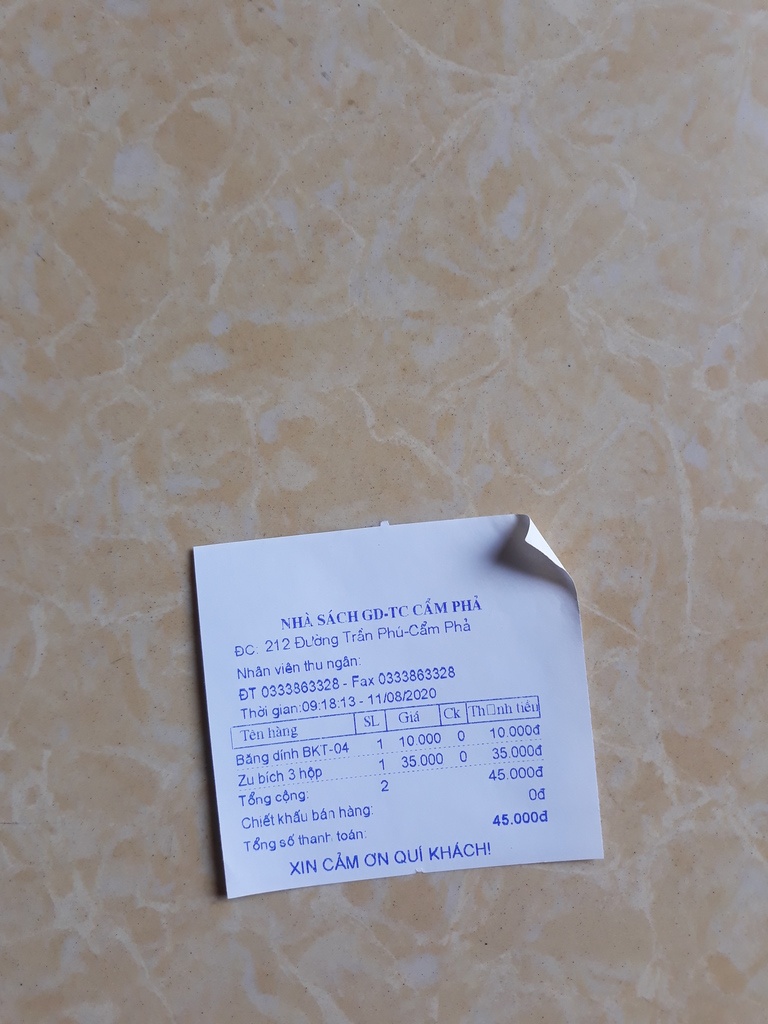 NHÀ SÁCH GD-TC CẨM PHẢ
ĐC: 212 Đường Trần Phú-Cẩm Phả
Nhân viên thu ngân:
ĐT 0333863328 - Fax 0333863328
Thời gian:09:18:13 - 11/08/2020
Tên hàng SL Giá Ck Th□nh tiền
Băng dính BKT-04 1 10.000 0 10.000đ
Zu bích 3 hộp 1 35.000 0 35.000đ
Tổng cộng: 2 45.000đ
Chiết khấu bán hàng: 0đ
Tổng số thanh toán: 45.000đ
XIN CẢM ƠN QUÍ KHÁCH!